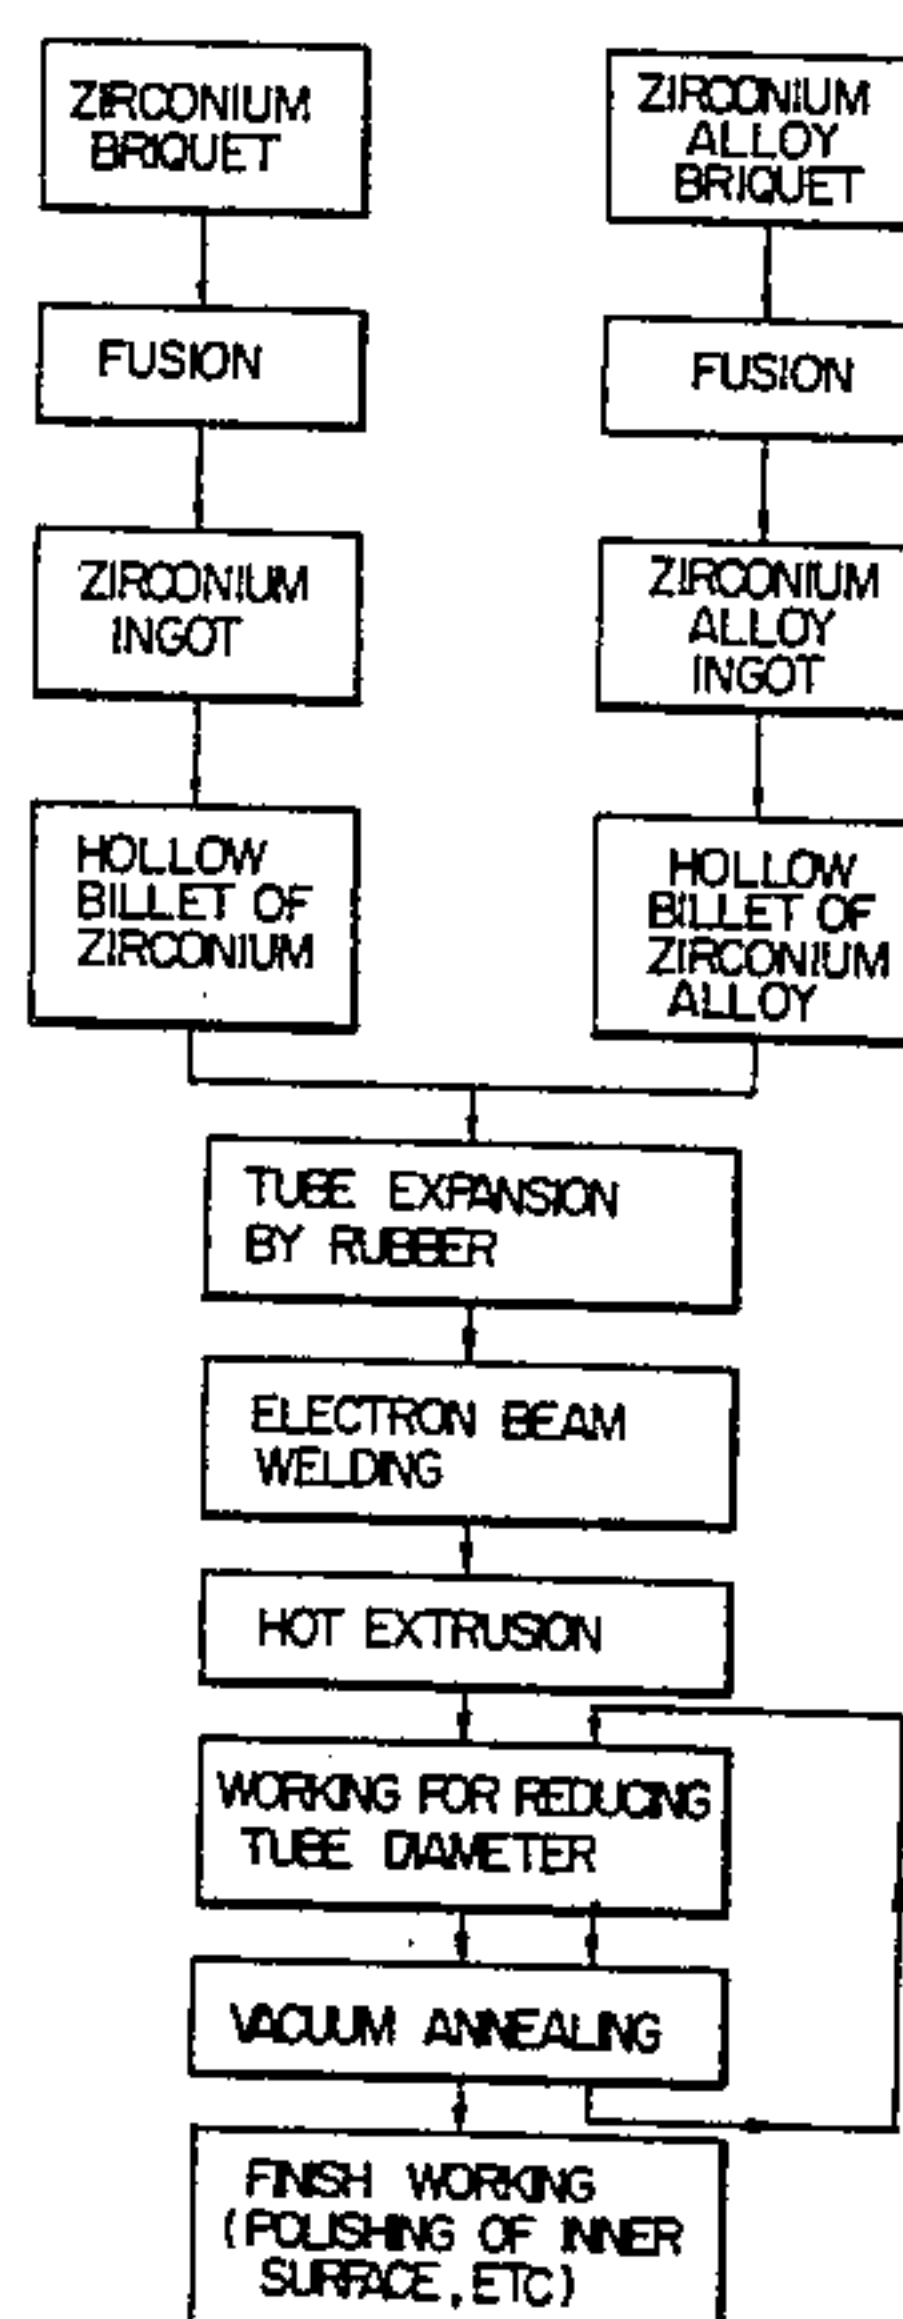 ZIRCONIUM
BRIQUET
FUSION
ZIRCONIUM
INGOT
HOLLOW
BILLET OF
ZIRCONIUM
ZIRCONIUM
ALLOY
BRIQUET
FUSION
ZIRCONIUM
ALLOY
INGOT
HOLLOW
BILLET OF
ZIRCONIUM
ALLOY
TUBE EXPANSION
BY RUBBER
ELECTRON BEAM
WELDING
HOT EXTRUSION
WORKING FOR REDUCING
TUBE DIAMETER
VACUUM ANNEALING
FINISH WORKING
(POLISHING OF INNER
SURFACE, ETC)